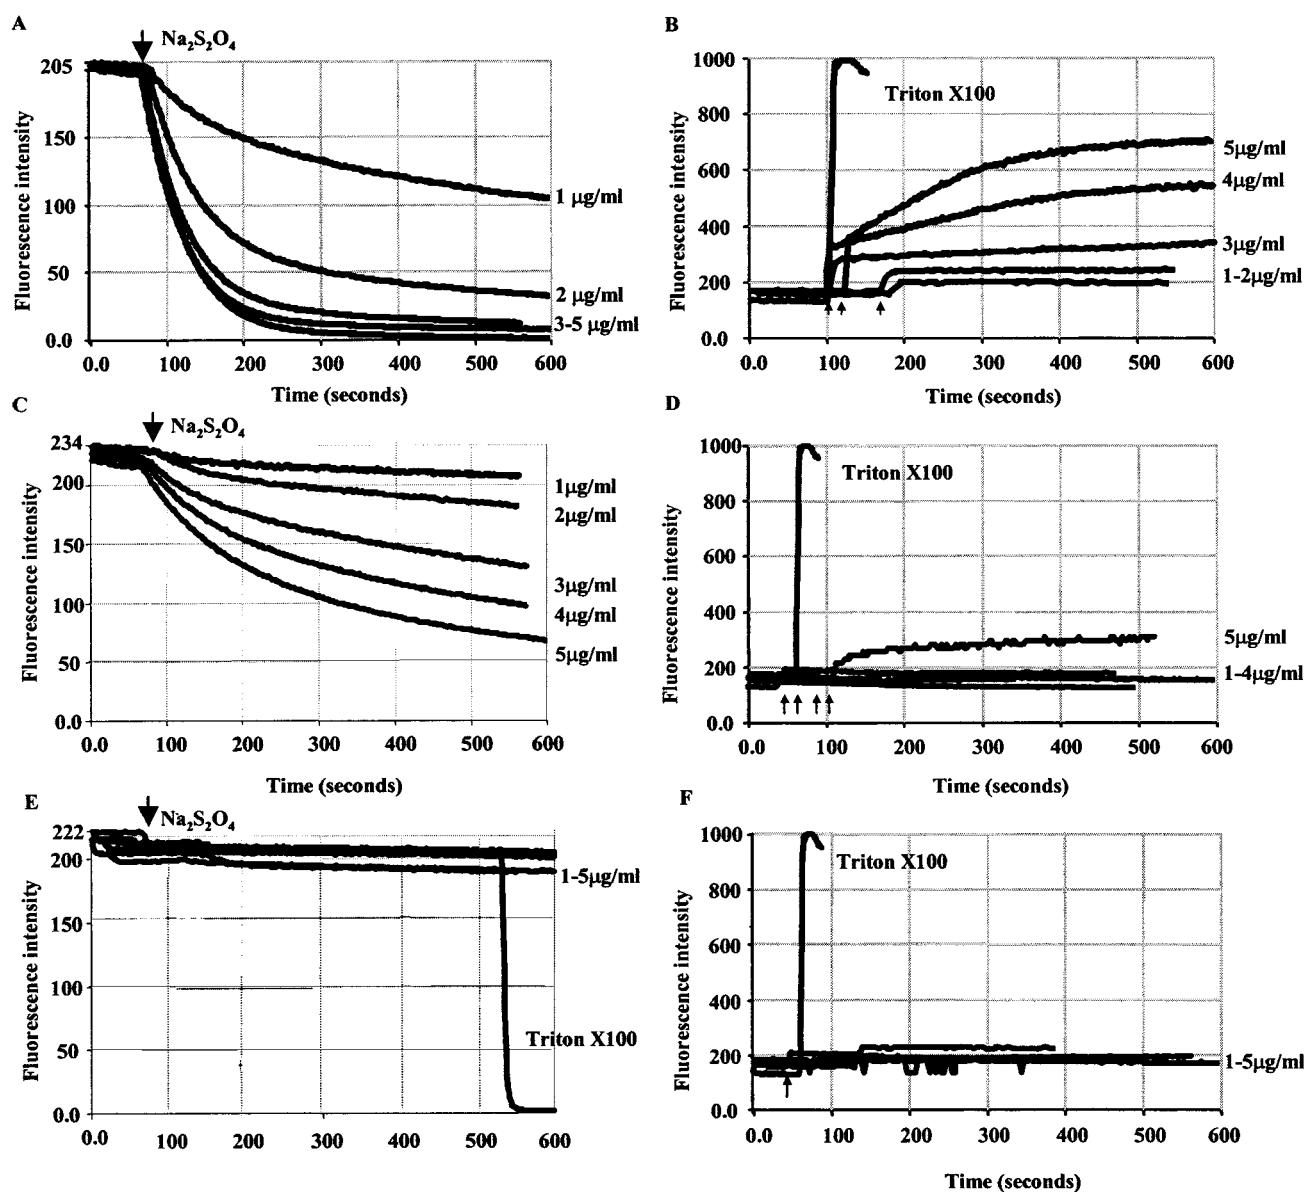 A
Na2S2O4
205
150
100
50
0.0
Fluorescence intensity
1 μg/ml
2 μg/ml
3-5 μg/ml
0.0 100 200 300 400 500 600
Time (seconds)
B
1000
800
600
400
200
0.0
Fluorescence intensity
Triton X100
5μg/ml
4μg/ml
3μg/ml
1-2μg/ml
0.0 100 200 300 400 500 600
Time (seconds)
C
Na2S2O4
234
200
150
100
50
0.0
Fluorescence intensity
1μg/ml
2μg/ml
3μg/ml
4μg/ml
5μg/ml
0.0 100 200 300 400 500 600
Time (seconds)
D
1000
800
600
400
200
0.0
Fluorescence intensity
Triton X100
5μg/ml
1-4μg/ml
0.0 100 200 300 400 500 600
Time (seconds)
E
Na2S2O4
222
200
150
100
50
0.0
Fluorescence intensity
1-5μg/ml
Triton X100
0.0 100 200 300 400 500 600
Time (seconds)
F
1000
800
600
400
200
0.0
Fluorescence intensity
Triton X100
1-5μg/ml
0.0 100 200 300 400 500 600
Time (seconds)